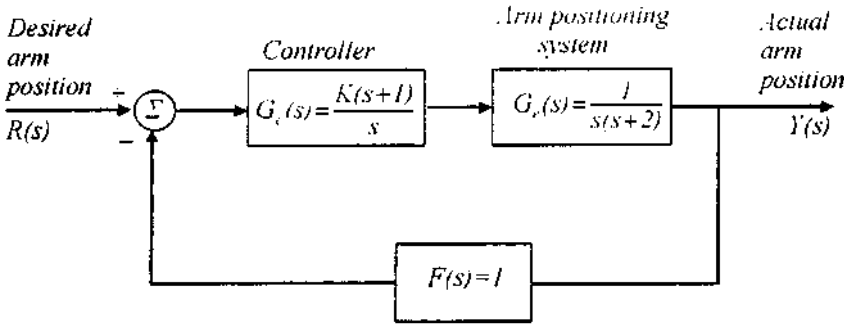 Desired
arm
position
R(s)
+
Σ
−
Controller
G_c(s) = K(s+1)/s
Arm positioning
system
G_p(s) = 1/s(s+2)
Actual
arm
position
Y(s)
F(s) = 1